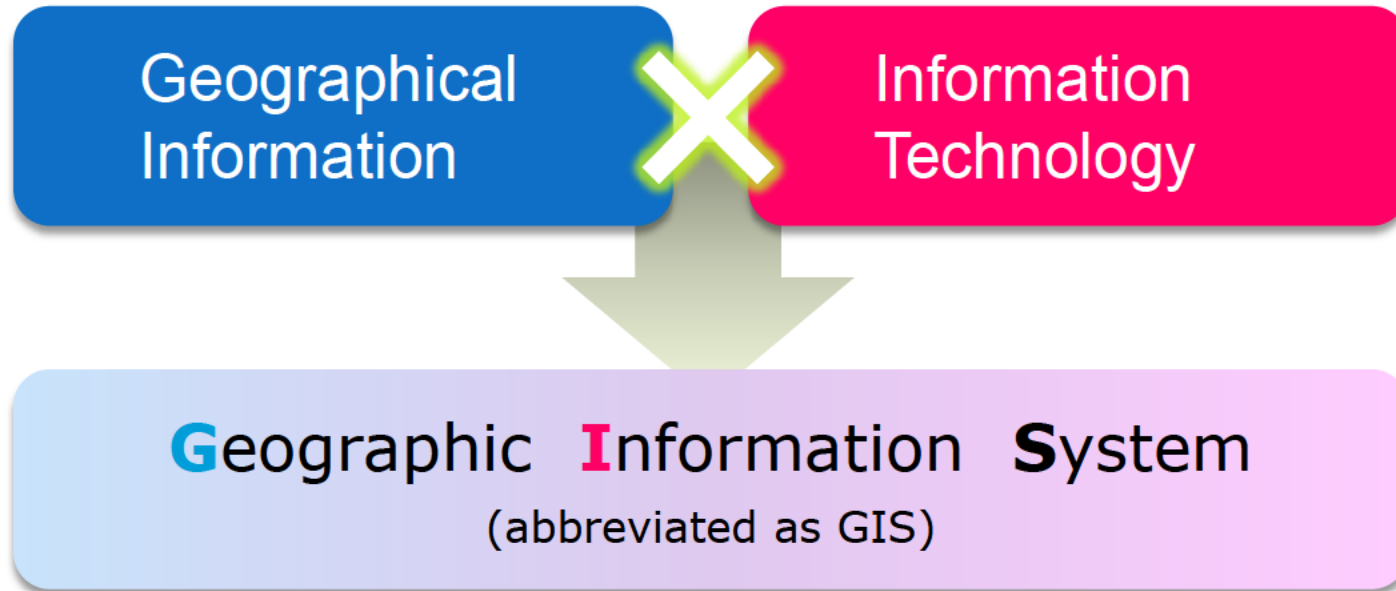 Geographical
Information
Information
Technology
Geographic Information System
(abbreviated as GIS)